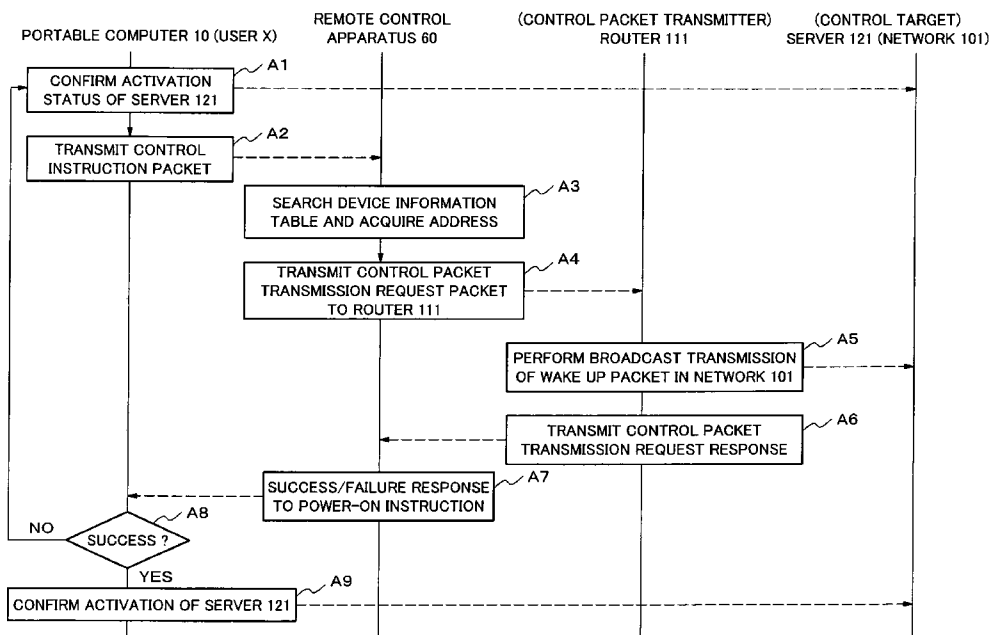 PORTABLE COMPUTER 10 (USER X)
REMOTE CONTROL
APPARATUS 60
(CONTROL PACKET TRANSMITTER)
ROUTER 111
(CONTROL TARGET)
SERVER 121 (NETWORK 101)
A1
CONFIRM ACTIVATION
STATUS OF SERVER 121
A2
TRANSMIT CONTROL
INSTRUCTION PACKET
A3
SEARCH DEVICE INFORMATION
TABLE AND ACQUIRE ADDRESS
A4
TRANSMIT CONTROL PACKET
TRANSMISSION REQUEST PACKET
TO ROUTER 111
A5
PERFORM BROADCAST TRANSMISSION
OF WAKE UP PACKET IN NETWORK 101
A6
TRANSMIT CONTROL PACKET
TRANSMISSION REQUEST RESPONSE
A7
SUCCESS/FAILURE RESPONSE
TO POWER-ON INSTRUCTION
A8
NO
SUCCESS ?
YES
A9
CONFIRM ACTIVATION OF SERVER 121